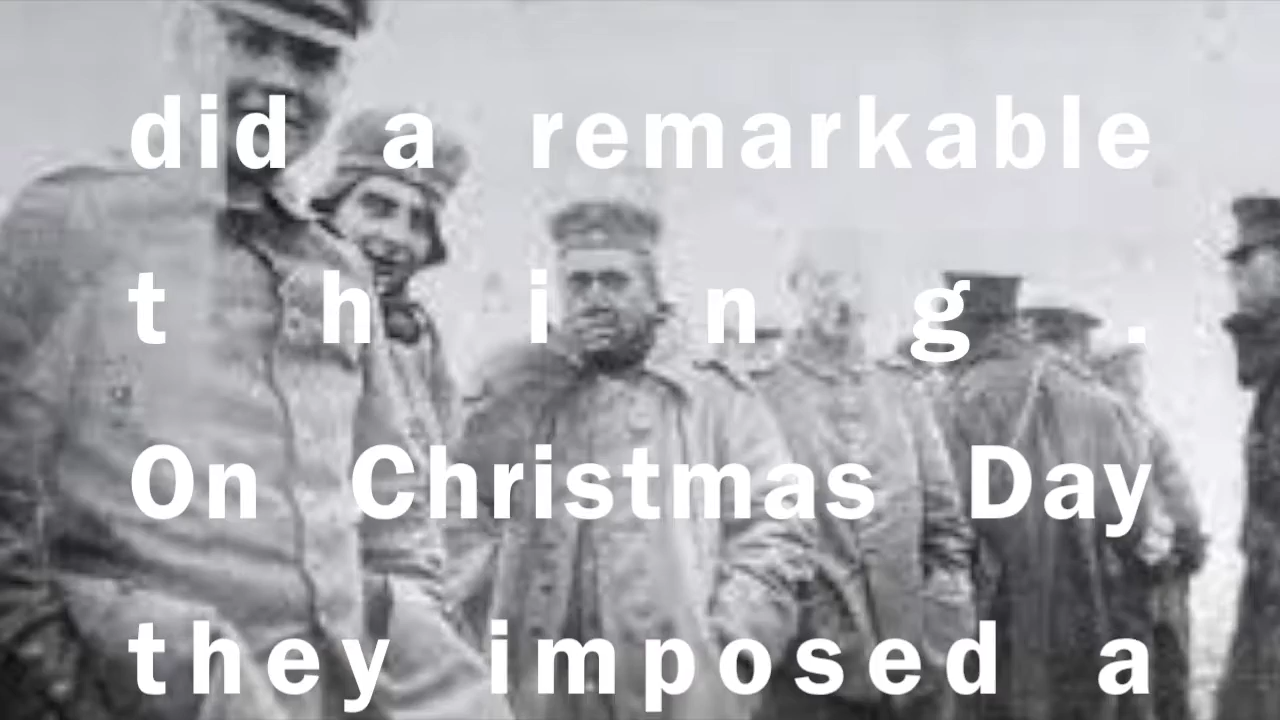 did a remarkable
thing.
On Christmas Day
they imposed a